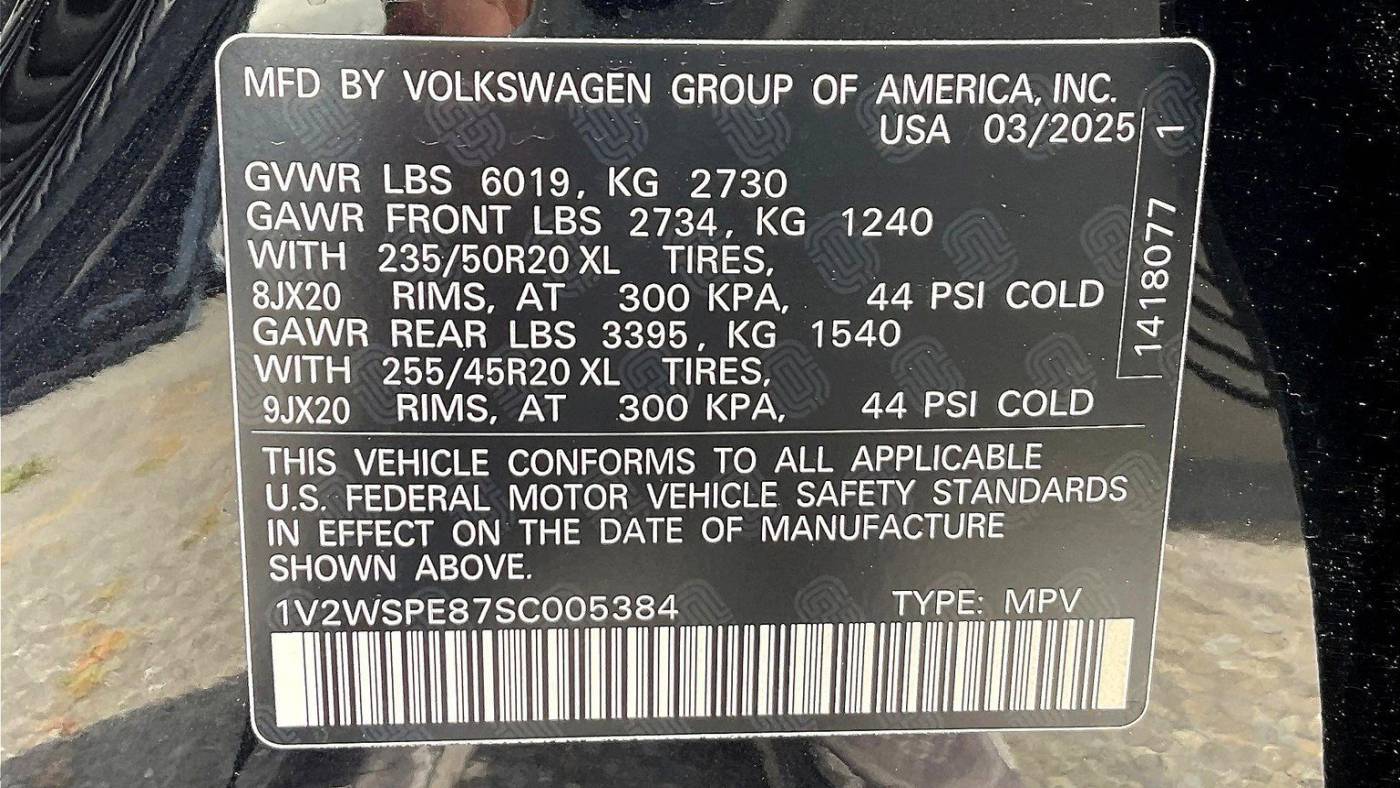 MFD BY VOLKSWAGEN GROUP OF AMERICA, INC.
USA 03/2025
GVWR LBS 6019, KG 2730
GAWR FRONT LBS 2734, KG 1240
WITH 235/50R20 XL TIRES,
8JX20 RIMS, AT 300 KPA, 44 PSI COLD
GAWR REAR LBS 3395, KG 1540
WITH 255/45R20 XL TIRES,
9JX20 RIMS, AT 300 KPA, 44 PSI COLD
1418077 1
THIS VEHICLE CONFORMS TO ALL APPLICABLE
U.S. FEDERAL MOTOR VEHICLE SAFETY STANDARDS
IN EFFECT ON THE DATE OF MANUFACTURE
SHOWN ABOVE.
1V2WSPE87SC005384 TYPE: MPV